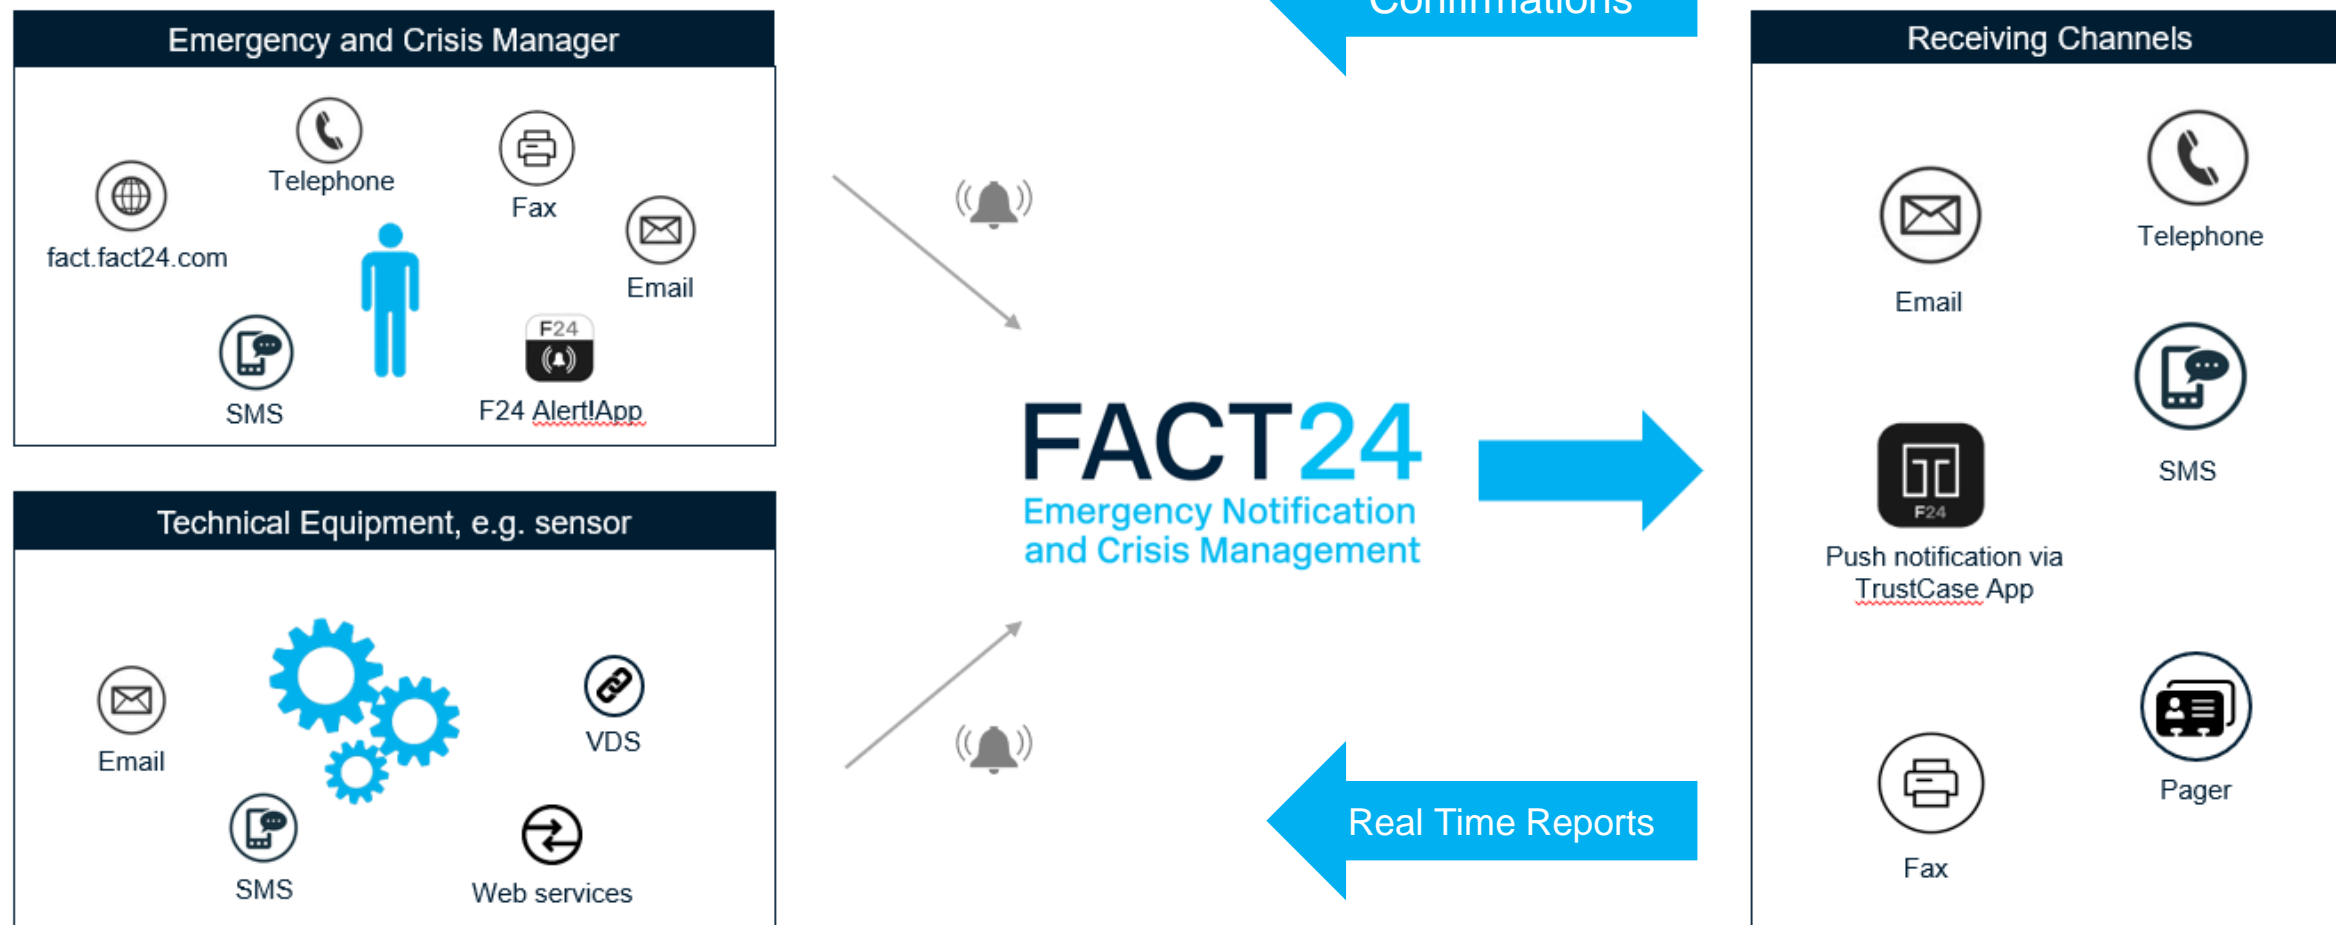 Emergency and Crisis Manager
Telephone
Fax
fact.fact24.com
Email
F24
SMS
F24 Alert!App
Technical Equipment, e.g. sensor
Email
VDS
SMS
Web services
Confirmations
FACT24
Emergency Notification
and Crisis Management
Real Time Reports
Receiving Channels
Telephone
Email
SMS
F24
Push notification via
TrustCase App
Pager
Fax